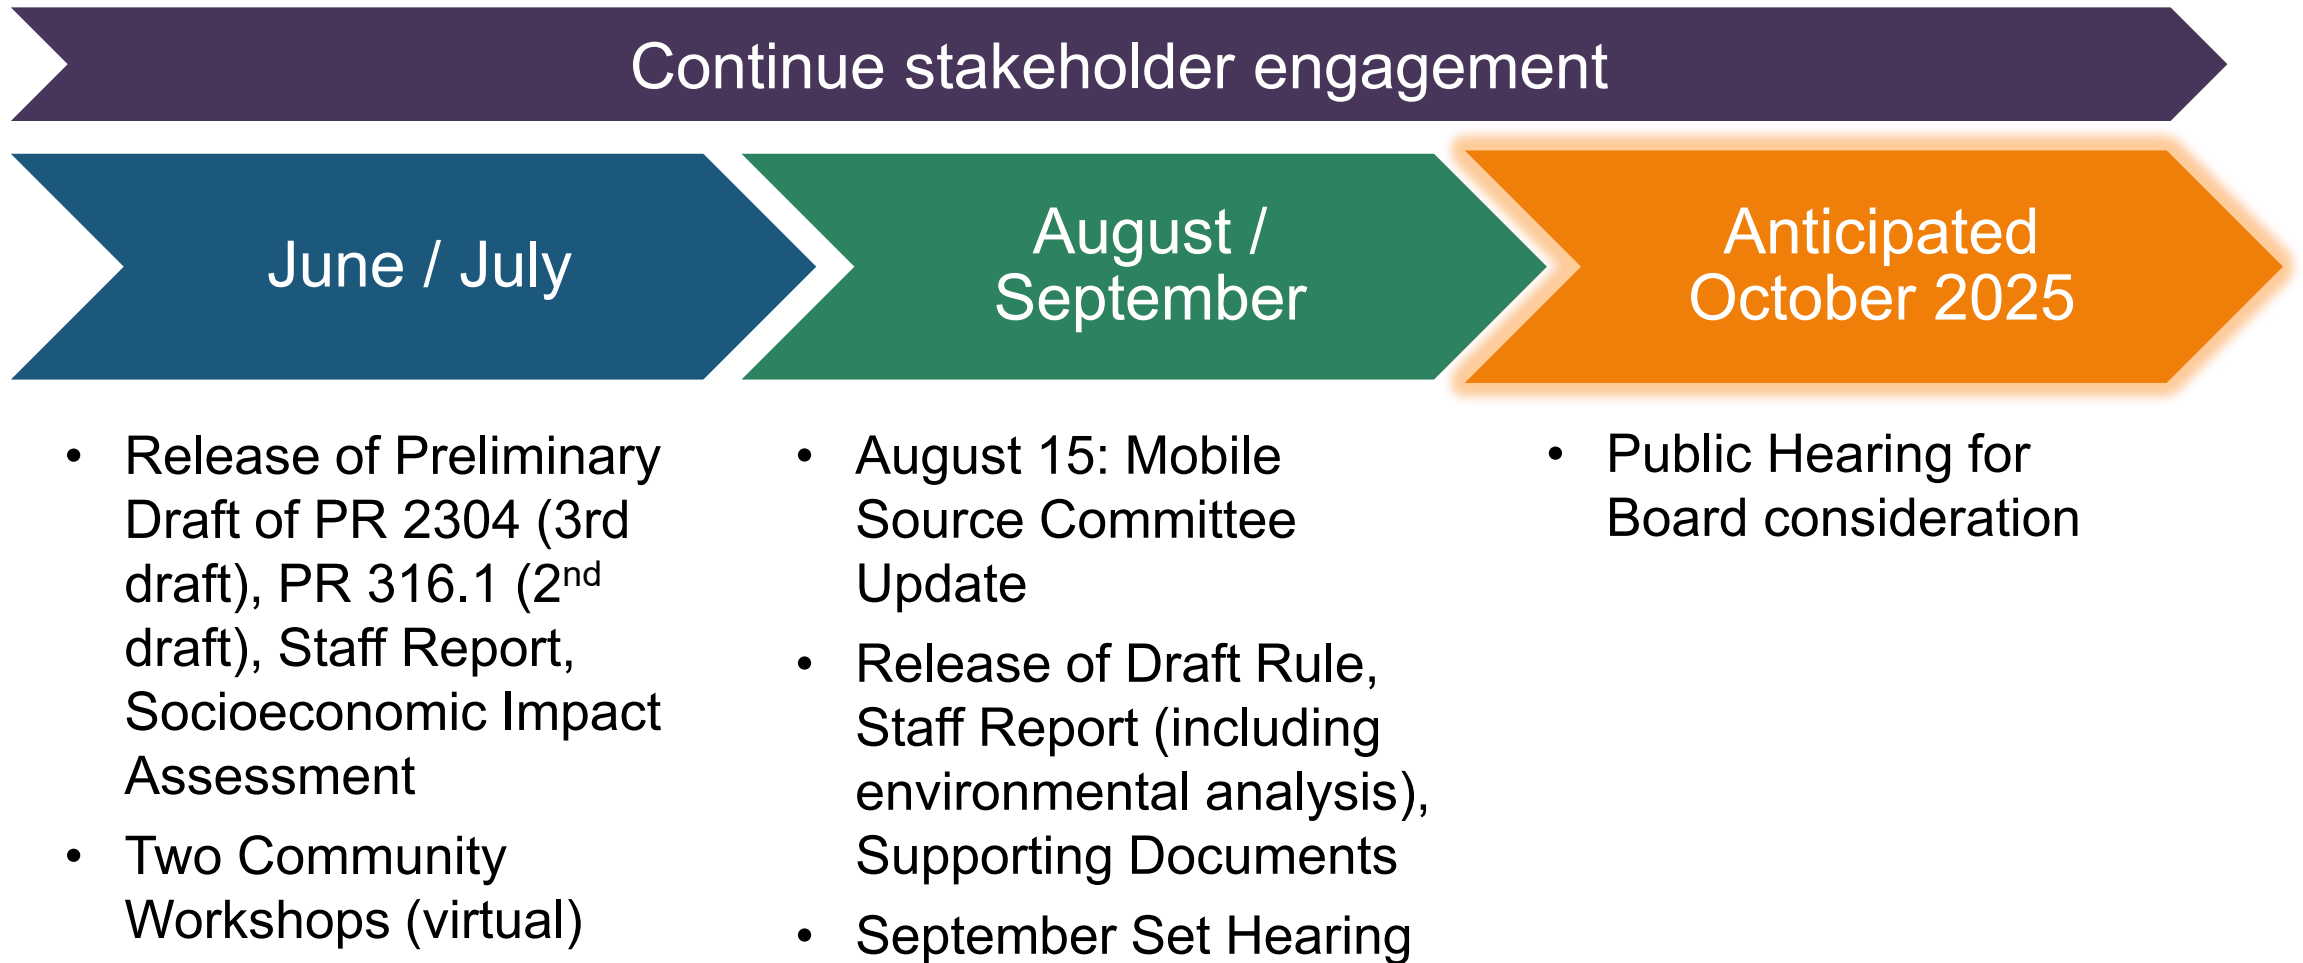 Continue stakeholder engagement
June / July
August /
September
Anticipated
October 2025
• Release of Preliminary
Draft of PR 2304 (3rd
draft), PR 316.1 (2nd
draft), Staff Report,
Socioeconomic Impact
Assessment
• Two Community
Workshops (virtual)
• August 15: Mobile
Source Committee
Update
• Release of Draft Rule,
Staff Report (including
environmental analysis),
Supporting Documents
• September Set Hearing
• Public Hearing for
Board consideration